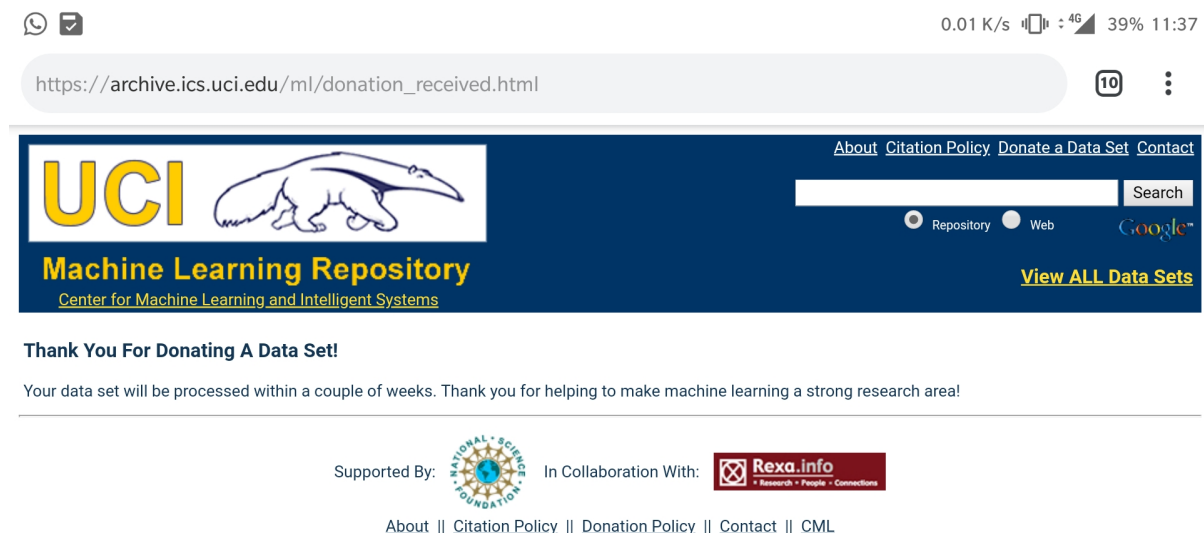 0.01 K/s 4G 39% 11:37
https://archive.ics.uci.edu/ml/donation_received.html
10
About Citation Policy Donate a Data Set Contact
UCI
Search
Repository Web Google™
Machine Learning Repository
View ALL Data Sets
Center for Machine Learning and Intelligent Systems
Thank You For Donating A Data Set!
Your data set will be processed within a couple of weeks. Thank you for helping to make machine learning a strong research area!
Supported By: NATIONAL SCIENCE FOUNDATION In Collaboration With: Rexa.info
Research • People • Connections
About || Citation Policy || Donation Policy || Contact || CML